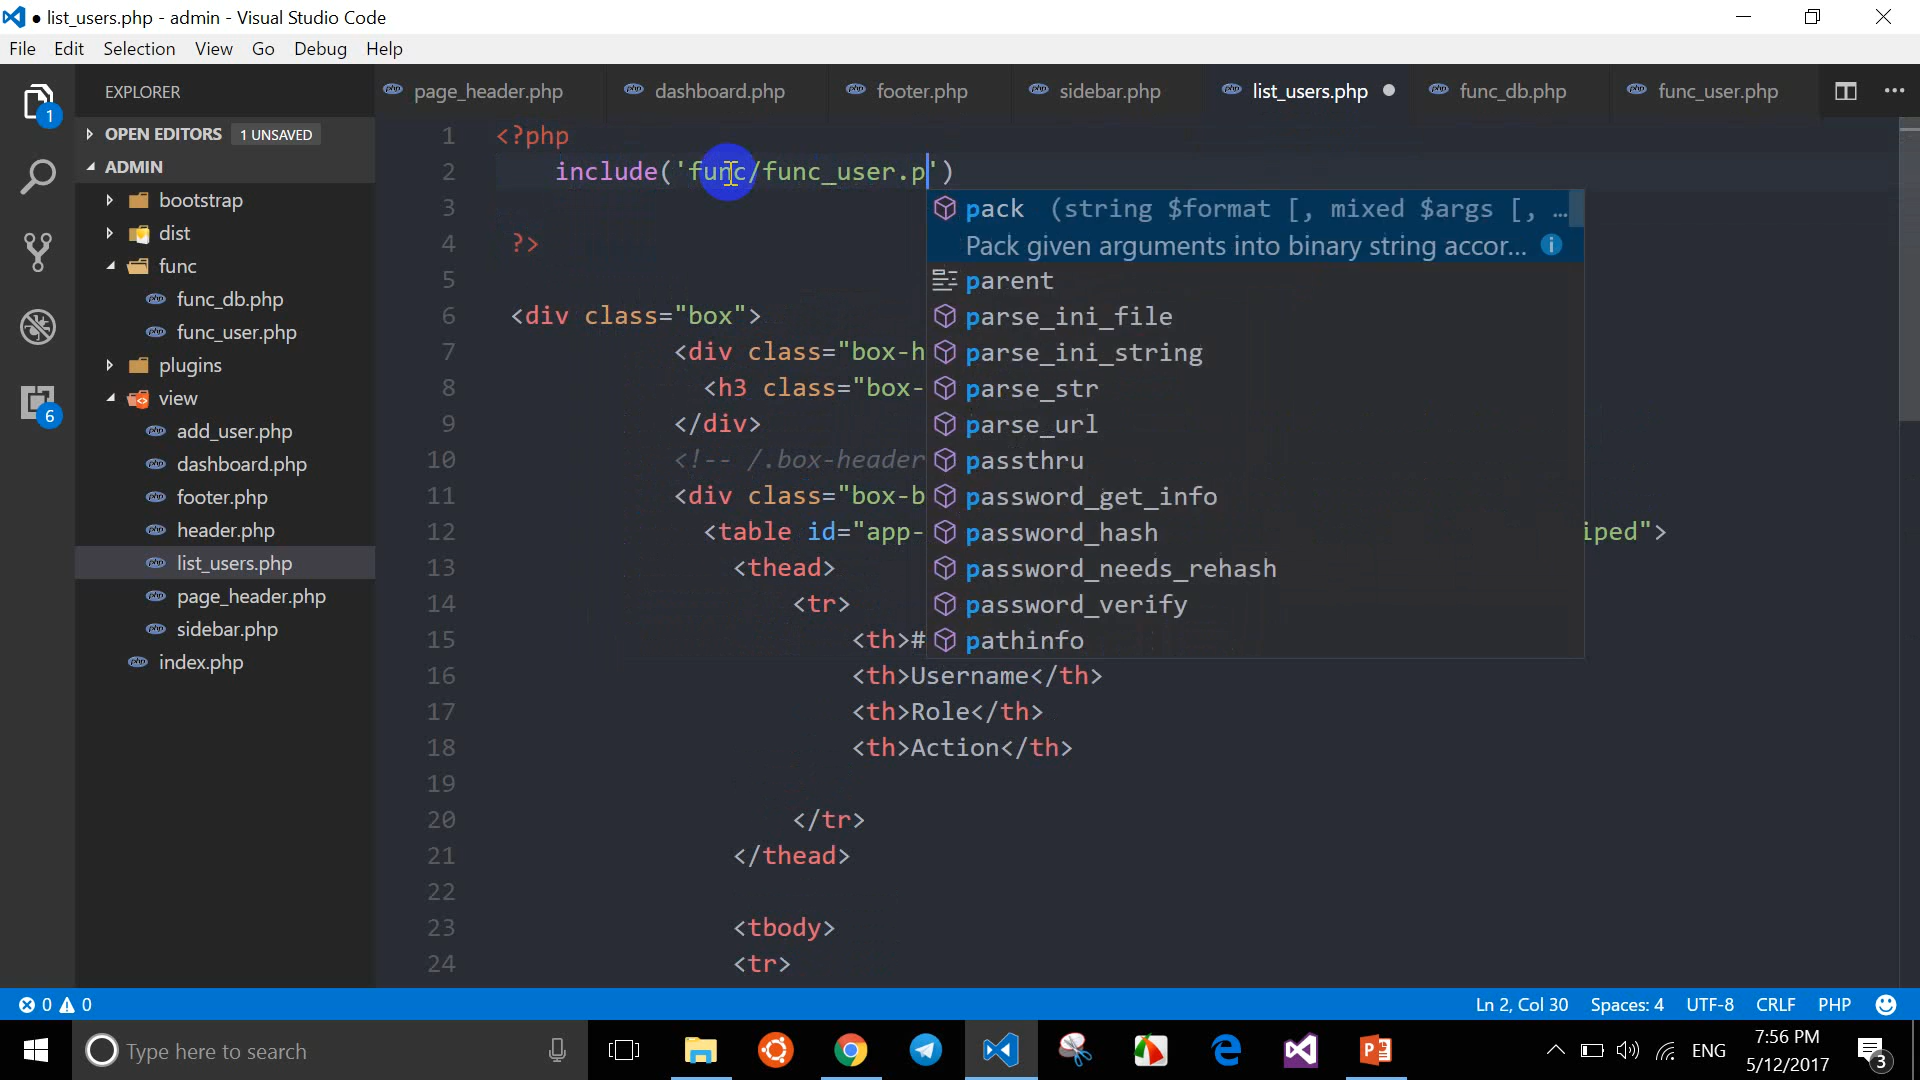 ● list_users.php - admin - Visual Studio Code
File Edit Selection View Go Debug Help
EXPLORER
page_header.php dashboard.php footer.php sidebar.php list_users.php func_db.php func_user.php
OPEN EDITORS 1 UNSAVED
ADMIN
bootstrap
dist
func
func_db.php
func_user.php
plugins
view
add_user.php
dashboard.php
footer.php
header.php
list_users.php
page_header.php
sidebar.php
index.php
1
6
1 <?php
2 include('func/func_user.p')
3
4 ?>
5
6 <div class="box">
7 <div class="box-h
8 <h3 class="box-
9 </div>
10 <!-- /.box-header
11 <div class="box-b
12 <table id="app- iped">
13 <thead>
14 <tr>
15 <th>#
16 <th>Username</th>
17 <th>Role</th>
18 <th>Action</th>
19
20 </tr>
21 </thead>
22
23 <tbody>
24 <tr>
pack (string $format [, mixed $args [, …
Pack given arguments into binary string accor...
parent
parse_ini_file
parse_ini_string
parse_str
parse_url
passthru
password_get_info
password_hash
password_needs_rehash
password_verify
pathinfo
0 0 Ln 2, Col 30 Spaces: 4 UTF-8 CRLF PHP
Type here to search
ENG
7:56 PM
5/12/2017
3